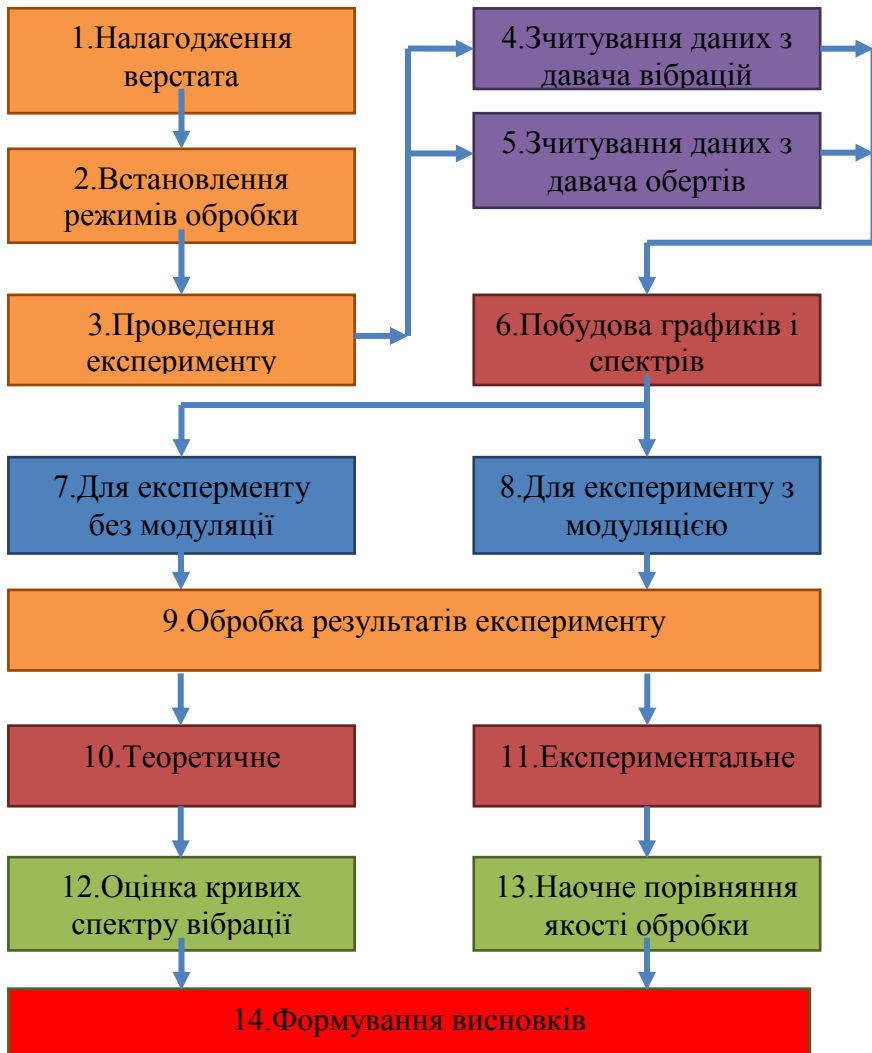 1.Налагодження
верстата
2.Встановлення
режимів обробки
3.Проведення
експерименту
4.Зчитування даних з
давача вібрацій
5.Зчитування даних з
давача обертів
6.Побудова графиків і
спектрів
7.Для експерменту
без модуляції
8.Для експерименту з
модуляцією
9.Обробка результатів експерименту
10.Теоретичне
11.Експериментальне
12.Оцінка кривих
спектру вібрації
13.Наочне порівняння
якості обробки
14.Формування висновків